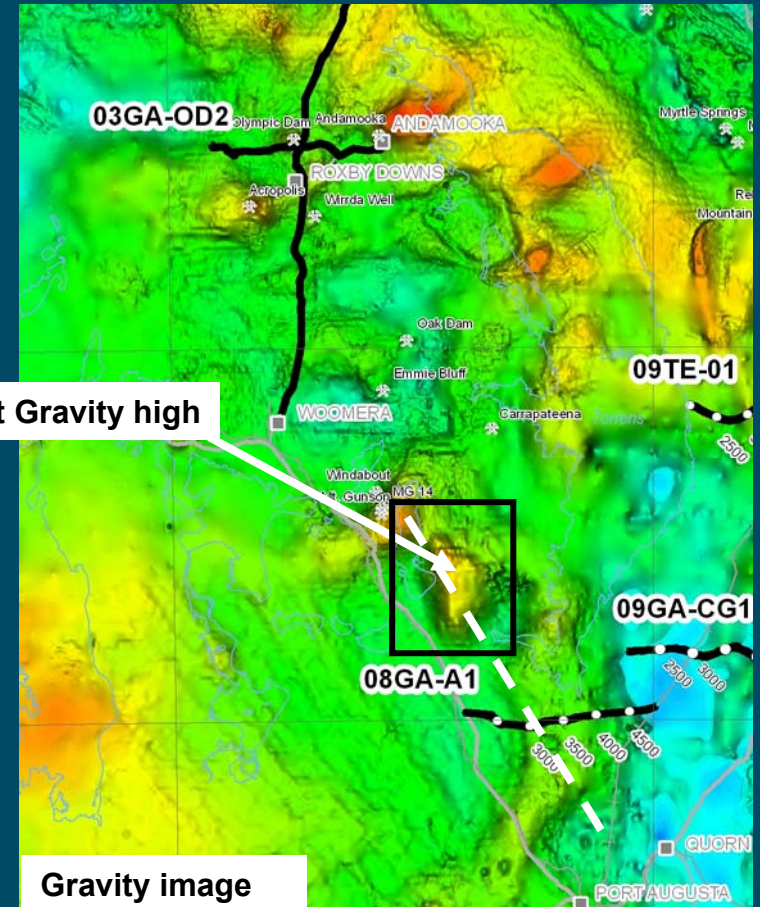 03GA-OD2
Olympic Dam
Andamooka
ANDAMOOKA
Myrtle Springs
ROXBY DOWNS
Acropolis
Wirrda Well
Mountain
Oak Dam
09TE-01
Emmie Bluff
t Gravity high
WOOMERA
Carrapateena
Torrens
2500
Windabout
Mt. Gunson
MG 14
09GA-CG1
2500
3000
08GA-A1
3000
3500
4000
4500
QUORN
Gravity image
PORT AUGUSTA